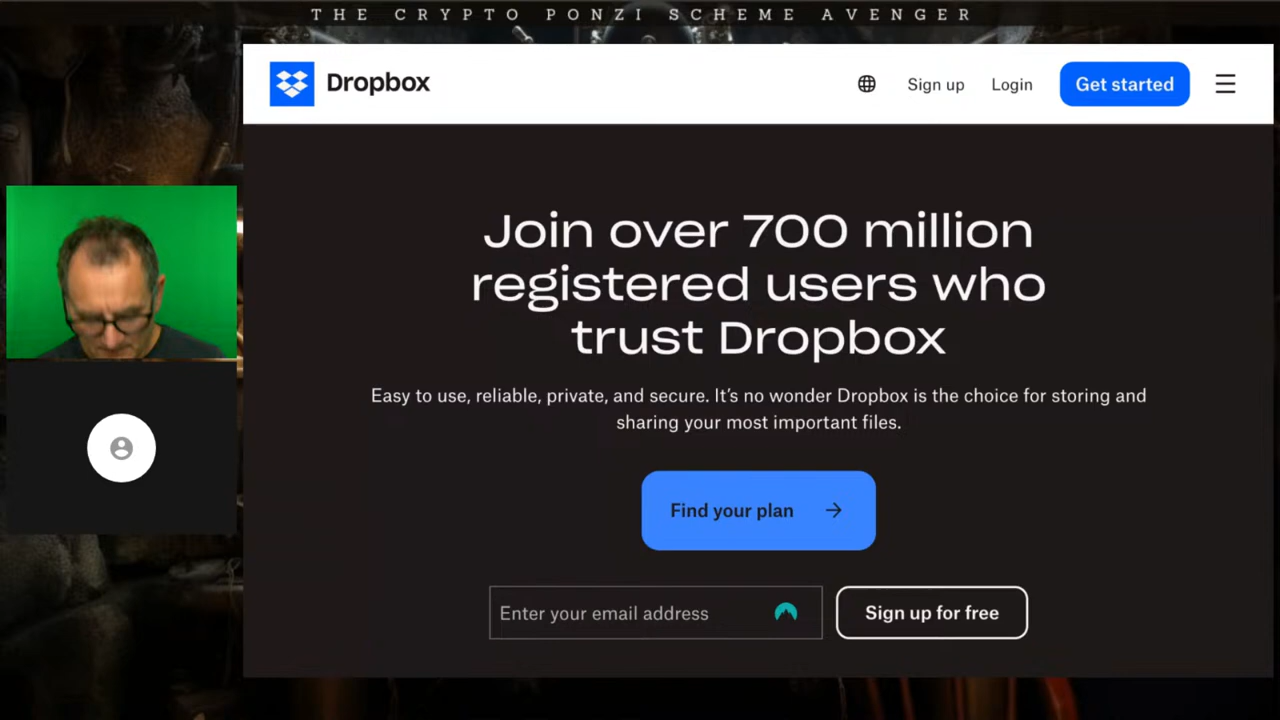 THE CRYPTO PONZI SCHEME AVENGER
Dropbox
Sign up
Login
Get started
Join over 700 million
registered users who
trust Dropbox
Easy to use, reliable, private, and secure. It’s no wonder Dropbox is the choice for storing and
sharing your most important files.
Find your plan
Enter your email address
Sign up for free